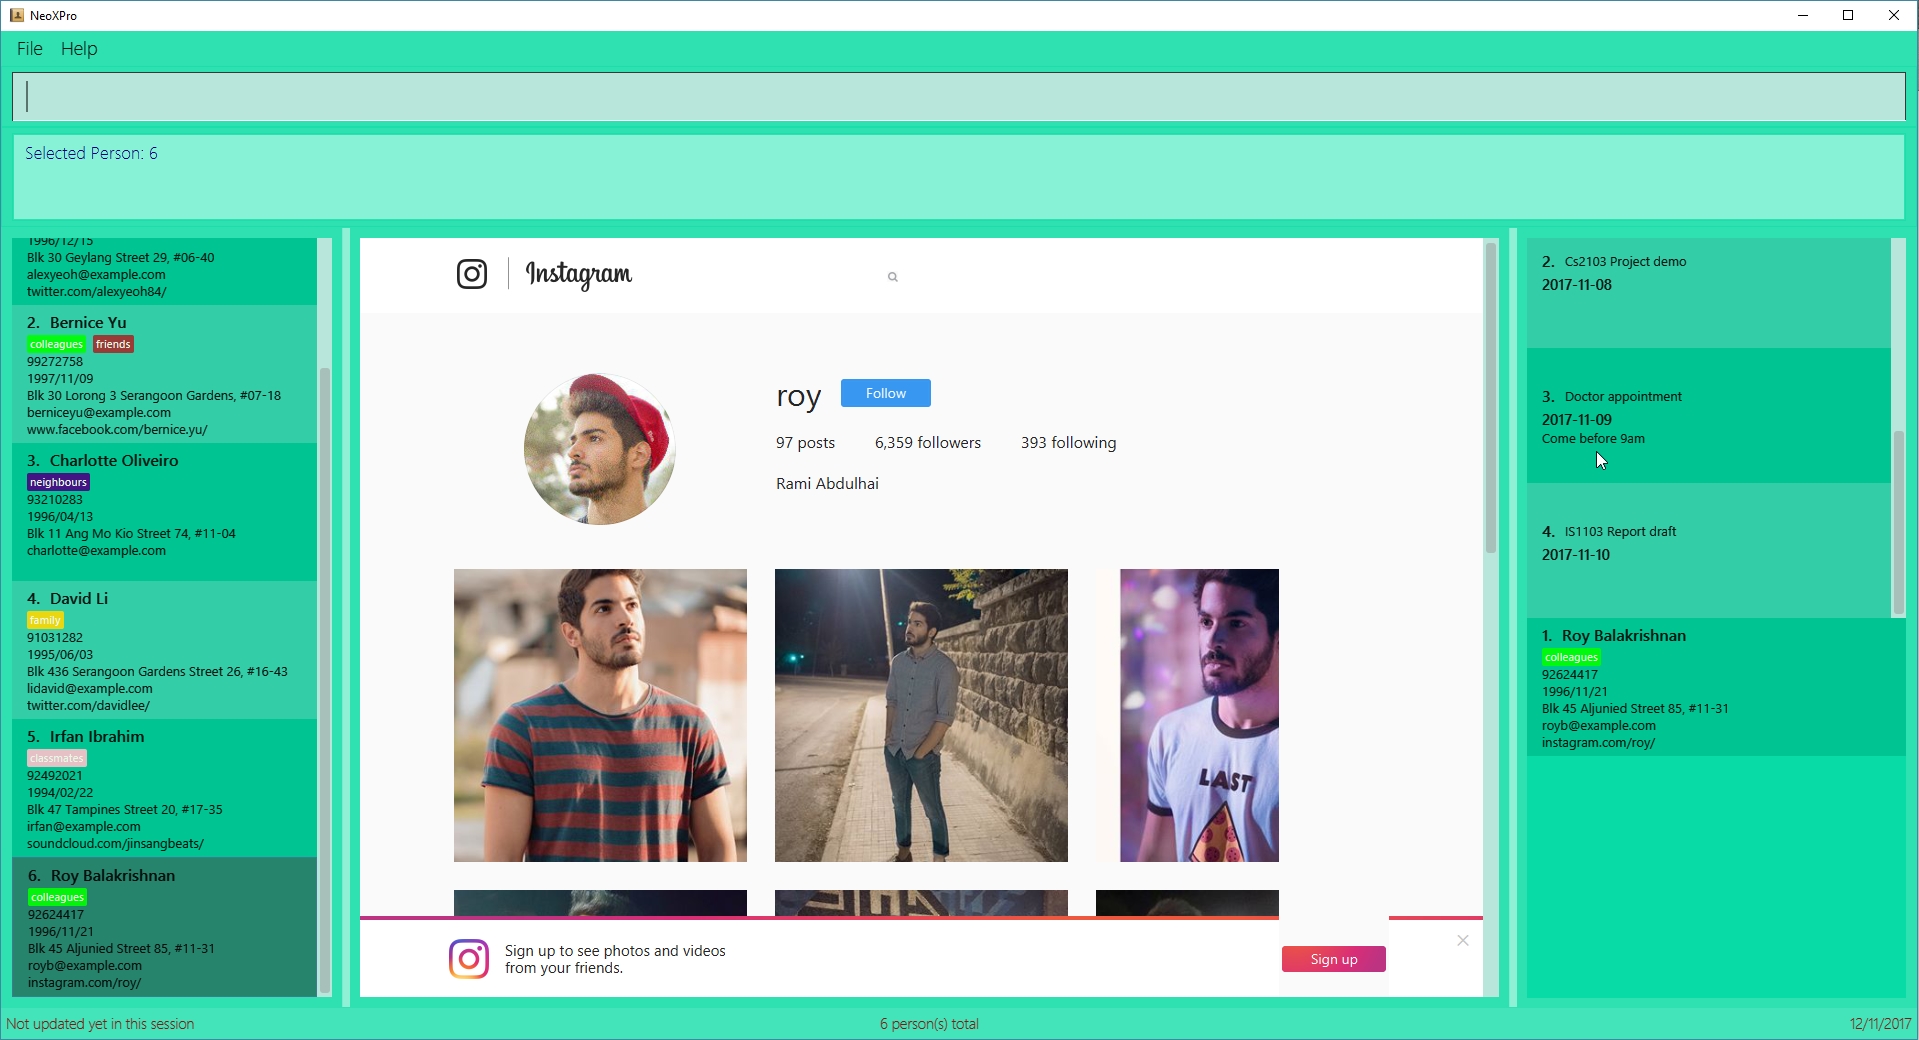 NeoXPro
File Help
Selected Person: 6
1996/12/15
Blk 30 Geylang Street 29, #06-40
alexyeoh@example.com
twitter.com/alexyeoh84/
2. Bernice Yu
colleagues friends
99272758
1997/11/09
Blk 30 Lorong 3 Serangoon Gardens, #07-18
berniceyu@example.com
www.facebook.com/bernice.yu/
3. Charlotte Oliveiro
neighbours
93210283
1996/04/13
Blk 11 Ang Mo Kio Street 74, #11-04
charlotte@example.com
4. David Li
family
91031282
1995/06/03
Blk 436 Serangoon Gardens Street 26, #16-43
lidavid@example.com
twitter.com/davidlee/
5. Irfan Ibrahim
classmates
92492021
1994/02/22
Blk 47 Tampines Street 20, #17-35
irfan@example.com
soundcloud.com/jinsangbeats/
6. Roy Balakrishnan
colleagues
92624417
1996/11/21
Blk 45 Aljunied Street 85, #11-31
royb@example.com
instagram.com/roy/
Instagram
roy Follow
97 posts 6,359 followers 393 following
Rami Abdulhai
LAST
Sign up to see photos and videos
from your friends.
Sign up
2. Cs2103 Project demo
2017-11-08
3. Doctor appointment
2017-11-09
Come before 9am
4. IS1103 Report draft
2017-11-10
1. Roy Balakrishnan
colleagues
92624417
1996/11/21
Blk 45 Aljunied Street 85, #11-31
royb@example.com
instagram.com/roy/
Not updated yet in this session
6 person(s) total
12/11/2017